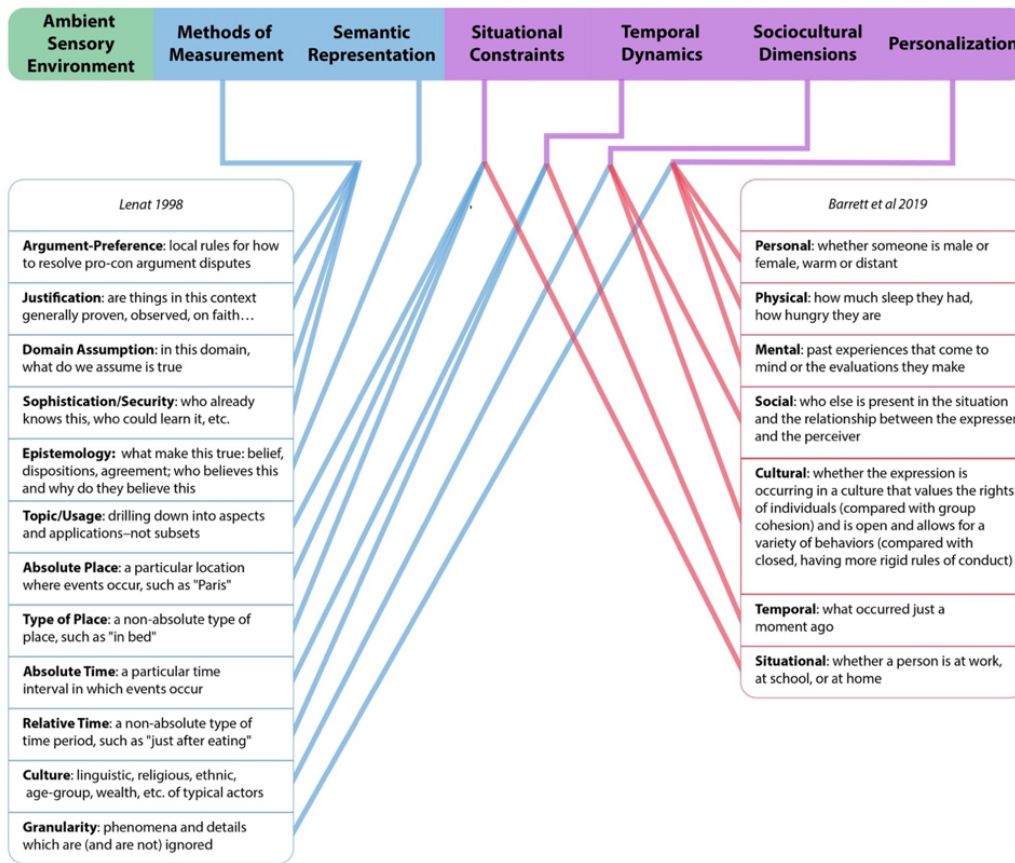 Ambient
Sensory
Environment
Methods of
Measurement
Semantic
Representation
Situational
Constraints
Temporal
Dynamics
Sociocultural
Dimensions
Personalization
Lenat 1998
Argument-Preference: local rules for how
to resolve pro-con argument disputes
Justification: are things in this context
generally proven, observed, on faith…
Domain Assumption: in this domain,
what do we assume is true
Sophistication/Security: who already
knows this, who could learn it, etc.
Epistemology: what make this true: belief,
dispositions, agreement; who believes this
and why do they believe this
Topic/Usage: drilling down into aspects
and applications–not subsets
Absolute Place: a particular location
where events occur, such as "Paris"
Type of Place: a non-absolute type of
place, such as "in bed"
Absolute Time: a particular time
interval in which events occur
Relative Time: a non-absolute type of
time period, such as "just after eating"
Culture: linguistic, religious, ethnic,
age-group, wealth, etc. of typical actors
Granularity: phenomena and details
which are (and are not) ignored
Barrett et al 2019
Personal: whether someone is male or
female, warm or distant
Physical: how much sleep they had,
how hungry they are
Mental: past experiences that come to
mind or the evaluations they make
Social: who else is present in the situation
and the relationship between the expresser
and the perceiver
Cultural: whether the expression is
occurring in a culture that values the rights
of individuals (compared with group
cohesion) and is open and allows for a
variety of behaviors (compared with
closed, having more rigid rules of conduct)
Temporal: what occurred just a
moment ago
Situational: whether a person is at work,
at school, or at home